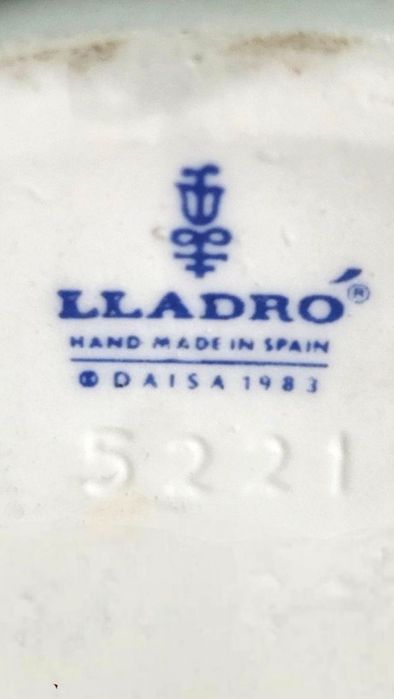 LLADRÓ®
HAND MADE IN SPAIN
© DAISA 1983
5221